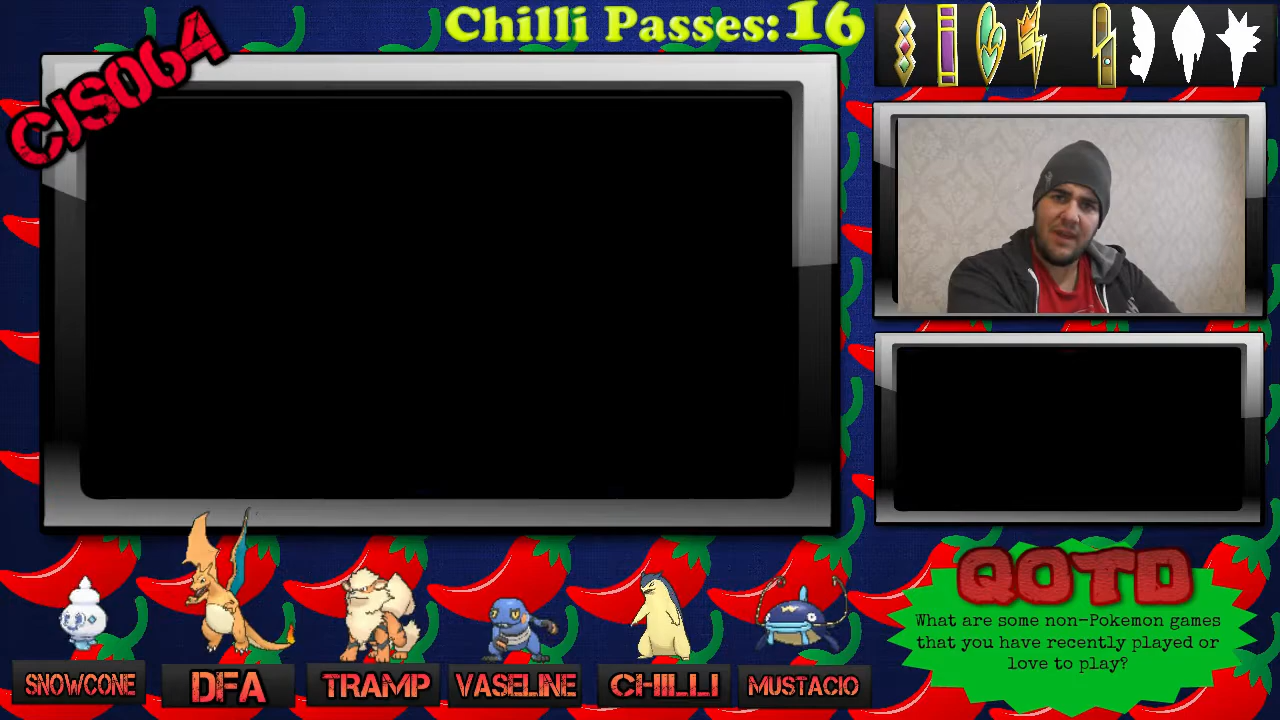 Chilli Passes:16
CJS064
QOTD
What are some non-Pokemon games
that you have recently played or
love to play?
SNOWCONE
DFA
TRAMP
VASELINE
CHIILLI
MUSTACIO